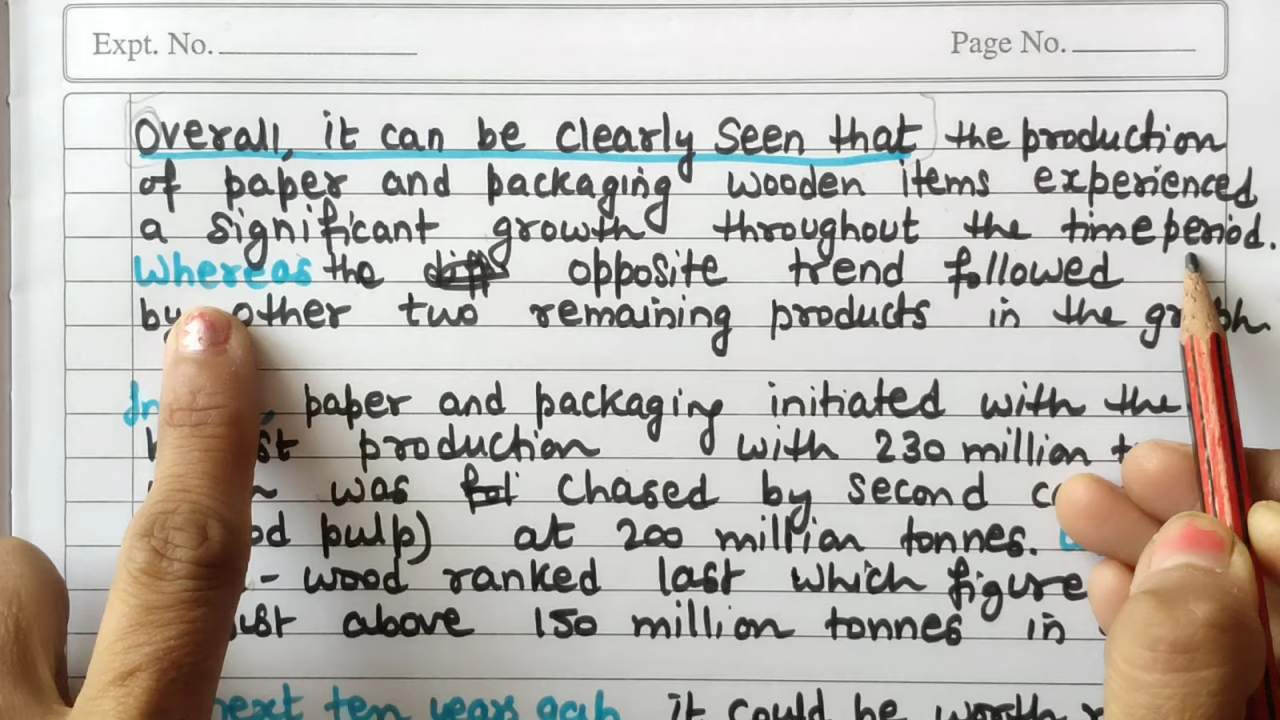 Expt. No.
Page No.
Overall, it can be clearly seen that the production
of paper and packaging wooden items experienced
a significant growth throughout the time period.
Whereas the opposite trend followed
by other two remaining products in the
paper and packaging initiated with the
production with 230 million
was chased by second
pulp) at 200 million tonnes.
- wood ranked last which figure
above 150 million tonnes in
next ten years gap it could be worth